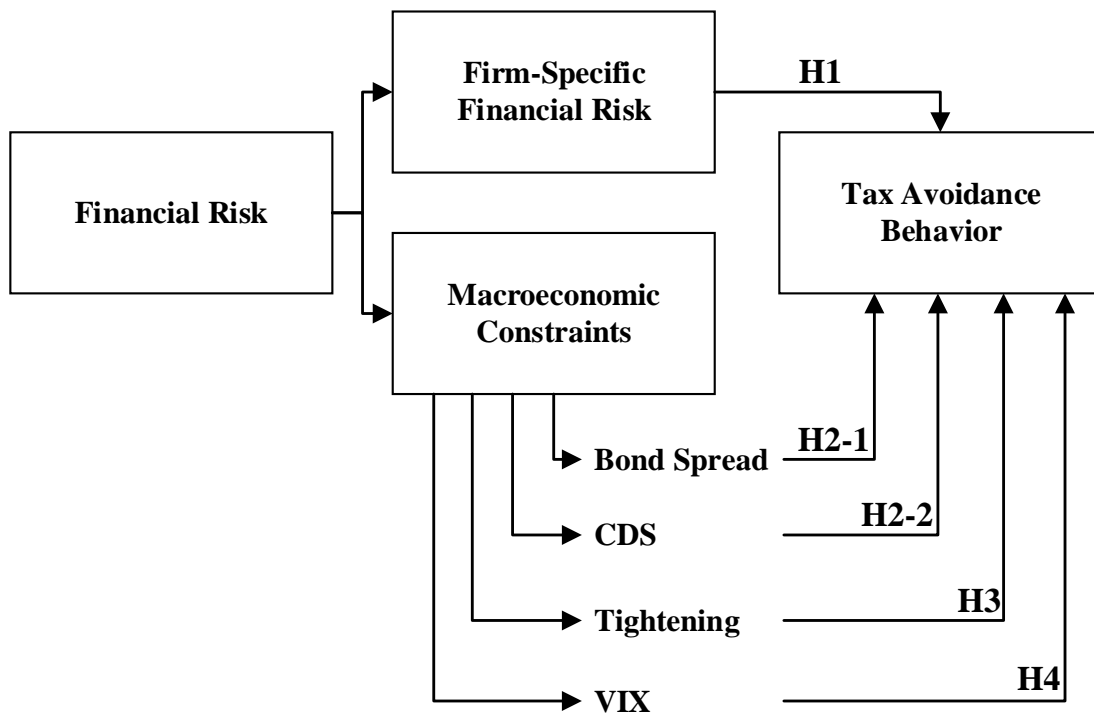 Financial Risk
Firm-Specific
Financial Risk
H1
Tax Avoidance
Behavior
Macroeconomic
Constraints
Bond Spread
H2-1
CDS
H2-2
Tightening
H3
VIX
H4